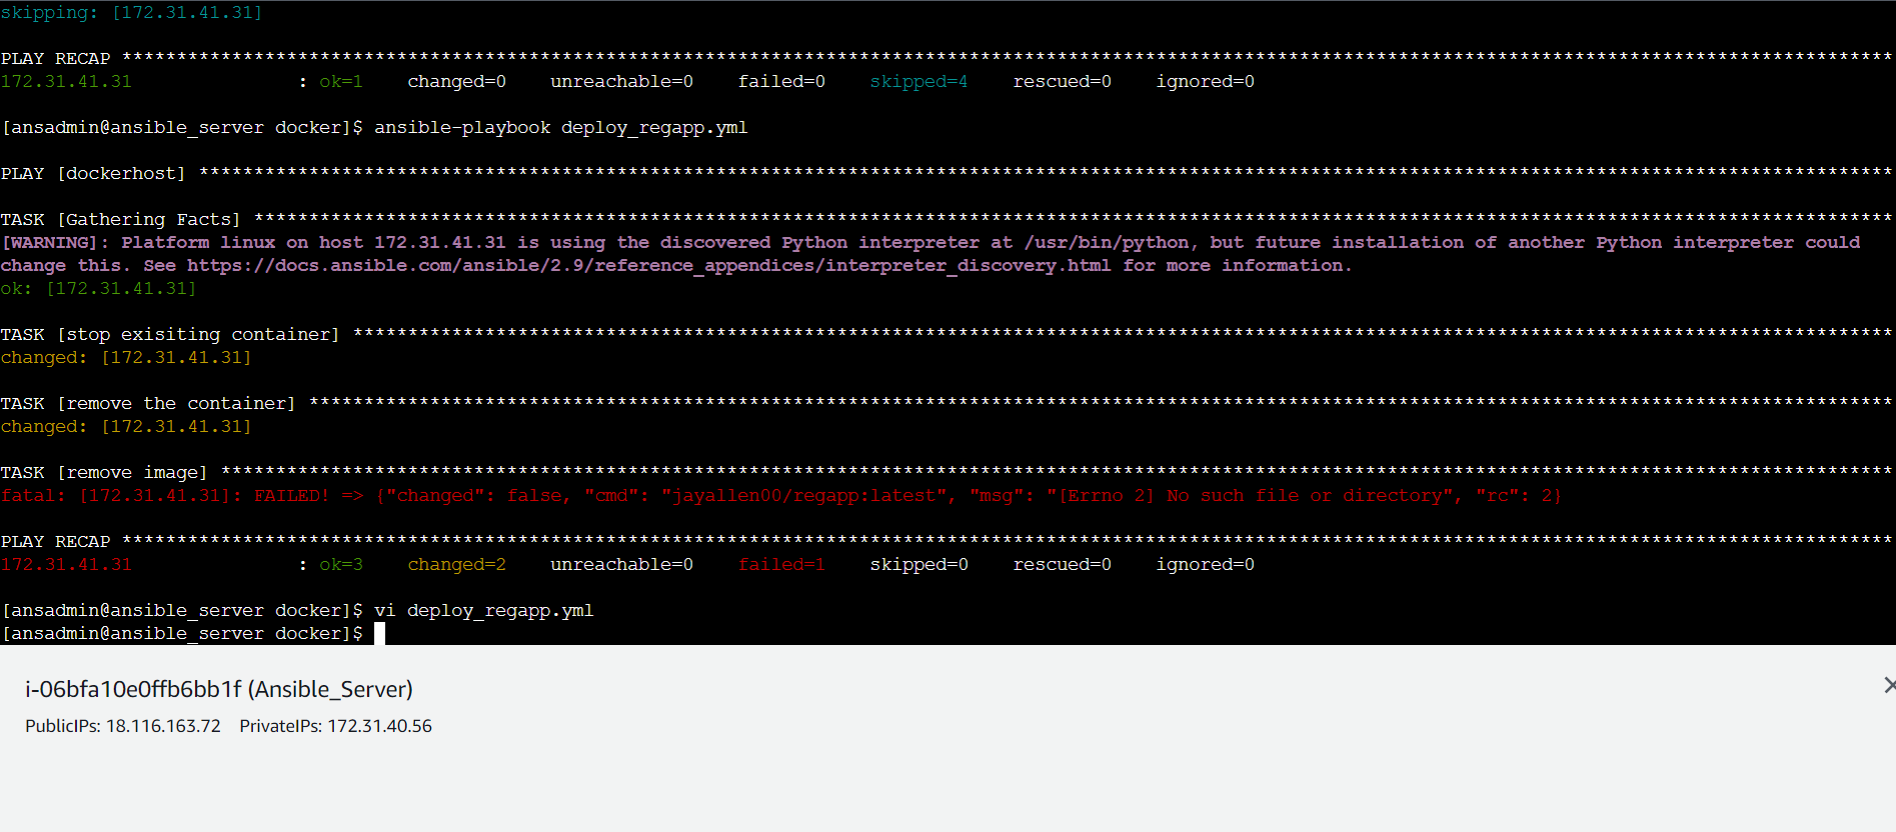 skipping: [172.31.41.31]
PLAY RECAP *****************************************************************************************************************************************************************
172.31.41.31               : ok=1    changed=0    unreachable=0    failed=0    skipped=4    rescued=0    ignored=0
[ansadmin@ansible_server docker]$ ansible-playbook deploy_regapp.yml
PLAY [dockerhost] **********************************************************************************************************************************************************
TASK [Gathering Facts] *****************************************************************************************************************************************************
[WARNING]: Platform linux on host 172.31.41.31 is using the discovered Python interpreter at /usr/bin/python, but future installation of another Python interpreter could
change this. See https://docs.ansible.com/ansible/2.9/reference_appendices/interpreter_discovery.html for more information.
ok: [172.31.41.31]
TASK [stop exisiting container] ********************************************************************************************************************************************
changed: [172.31.41.31]
TASK [remove the container] ************************************************************************************************************************************************
changed: [172.31.41.31]
TASK [remove image] ********************************************************************************************************************************************************
fatal: [172.31.41.31]: FAILED! => {"changed": false, "cmd": "jayallen00/regapp:latest", "msg": "[Errno 2] No such file or directory", "rc": 2}
PLAY RECAP *****************************************************************************************************************************************************************
172.31.41.31               : ok=3    changed=2    unreachable=0    failed=1    skipped=0    rescued=0    ignored=0
[ansadmin@ansible_server docker]$ vi deploy_regapp.yml
[ansadmin@ansible_server docker]$
i-06bfa10e0ffb6bb1f (Ansible_Server)
PublicIPs: 18.116.163.72    PrivateIPs: 172.31.40.56